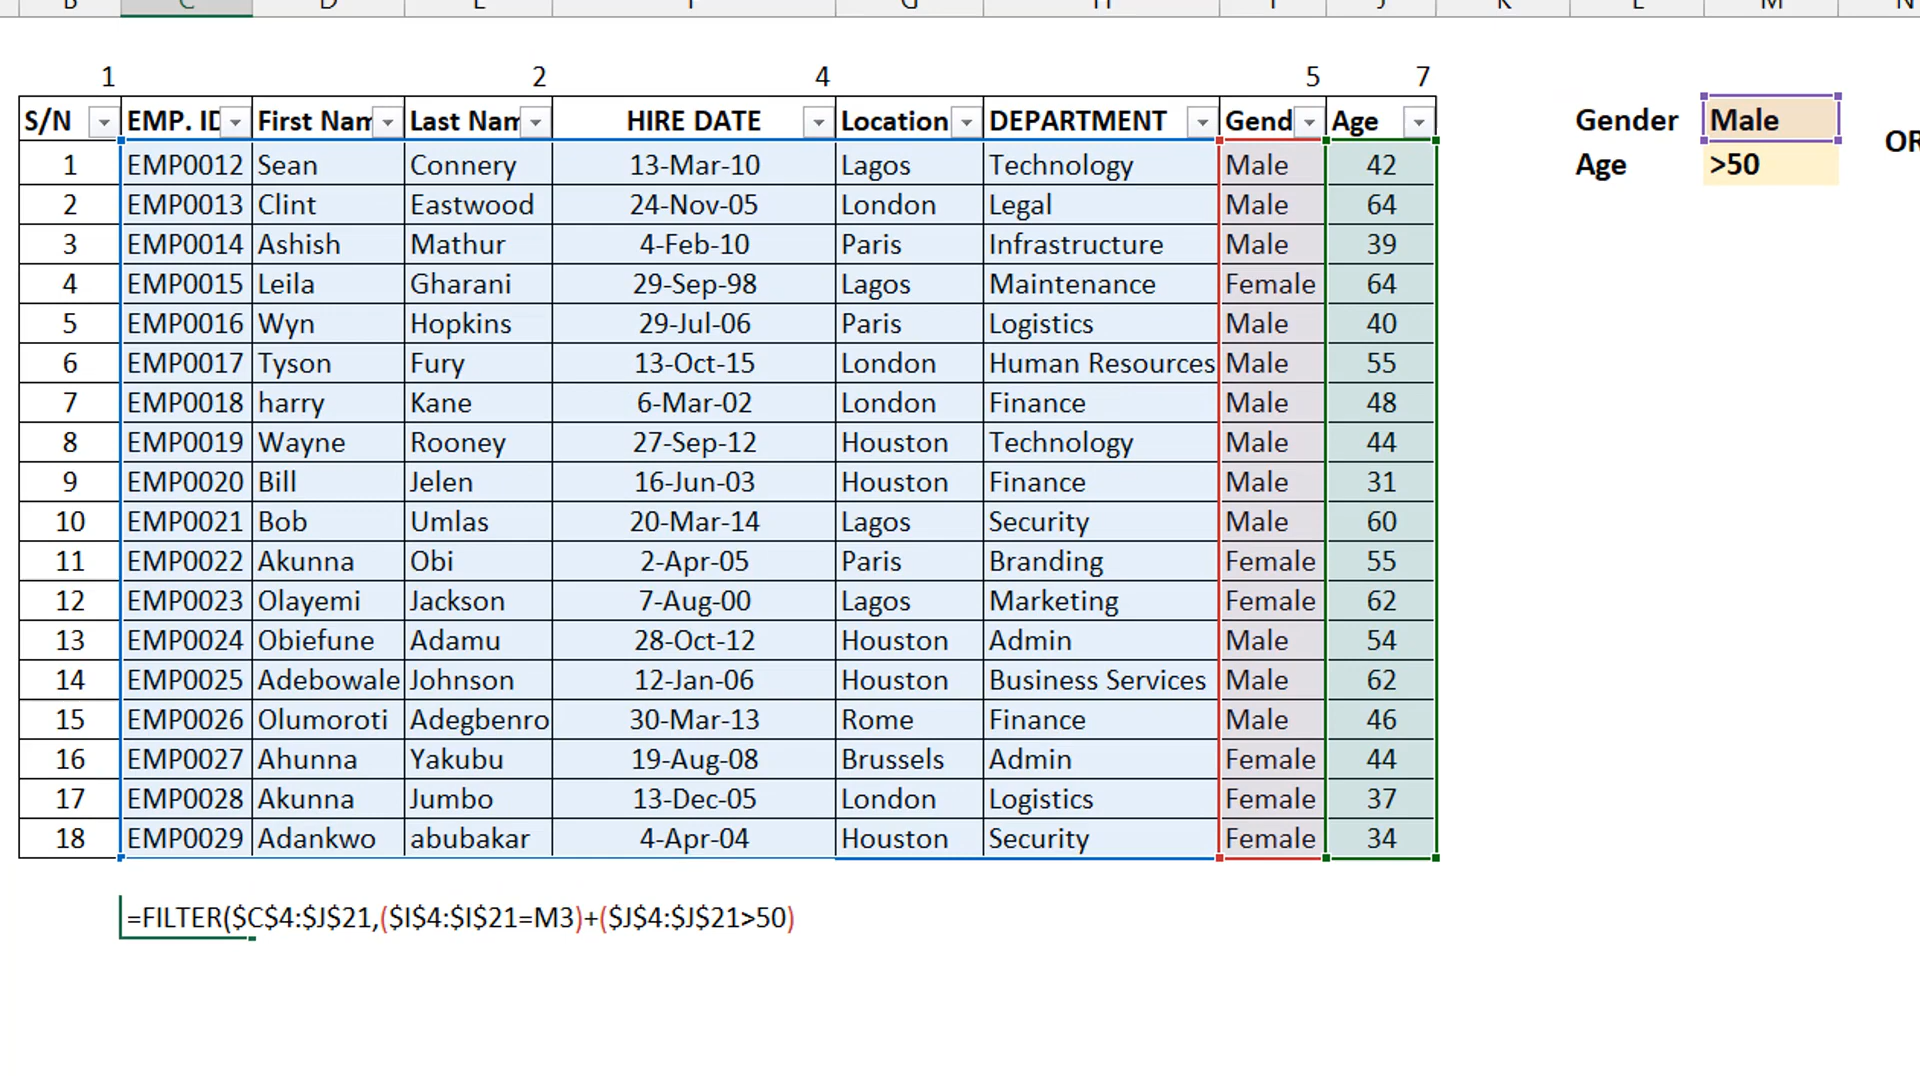 1 2 4 5 7
S/N EMP. ID First Nam Last Nam HIRE DATE Location DEPARTMENT Gend Age Gender Male
OR
1 EMP0012 Sean Connery 13-Mar-10 Lagos Technology Male 42 Age >50
2 EMP0013 Clint Eastwood 24-Nov-05 London Legal Male 64
3 EMP0014 Ashish Mathur 4-Feb-10 Paris Infrastructure Male 39
4 EMP0015 Leila Gharani 29-Sep-98 Lagos Maintenance Female 64
5 EMP0016 Wyn Hopkins 29-Jul-06 Paris Logistics Male 40
6 EMP0017 Tyson Fury 13-Oct-15 London Human Resources Male 55
7 EMP0018 harry Kane 6-Mar-02 London Finance Male 48
8 EMP0019 Wayne Rooney 27-Sep-12 Houston Technology Male 44
9 EMP0020 Bill Jelen 16-Jun-03 Houston Finance Male 31
10 EMP0021 Bob Umlas 20-Mar-14 Lagos Security Male 60
11 EMP0022 Akunna Obi 2-Apr-05 Paris Branding Female 55
12 EMP0023 Olayemi Jackson 7-Aug-00 Lagos Marketing Female 62
13 EMP0024 Obiefune Adamu 28-Oct-12 Houston Admin Male 54
14 EMP0025 Adebowale Johnson 12-Jan-06 Houston Business Services Male 62
15 EMP0026 Olumoroti Adegbenro 30-Mar-13 Rome Finance Male 46
16 EMP0027 Ahunna Yakubu 19-Aug-08 Brussels Admin Female 44
17 EMP0028 Akunna Jumbo 13-Dec-05 London Logistics Female 37
18 EMP0029 Adankwo abubakar 4-Apr-04 Houston Security Female 34
=FILTER($C$4:$J$21,($I$4:$I$21=M3)+($J$4:$J$21>50)